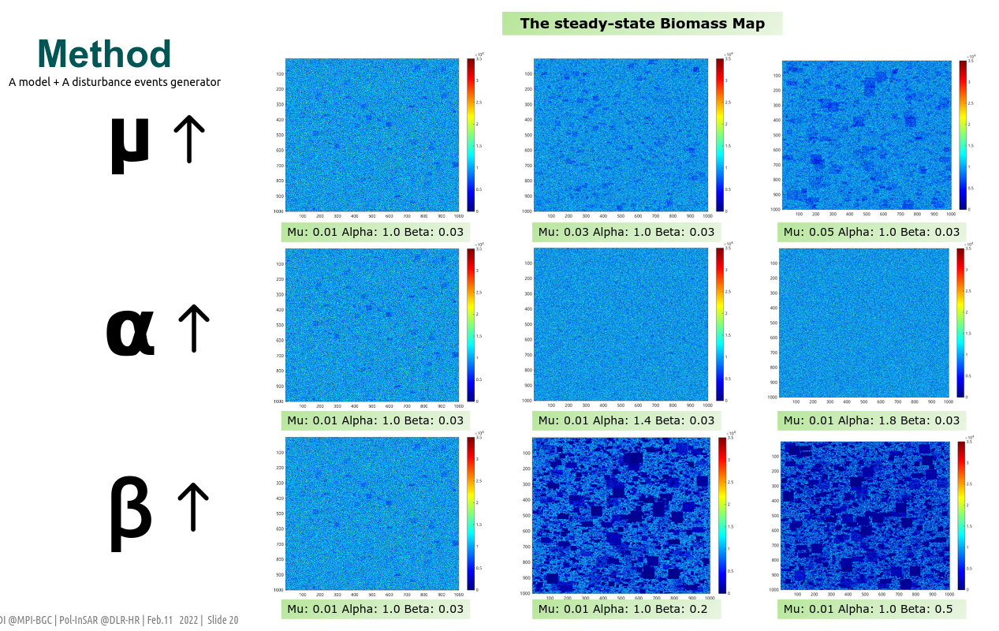 The steady-state Biomass Map
Method
A model + A disturbance events generator
µ ↑
Mu: 0.01 Alpha: 1.0 Beta: 0.03
Mu: 0.03 Alpha: 1.0 Beta: 0.03
Mu: 0.05 Alpha: 1.0 Beta: 0.03
α ↑
Mu: 0.01 Alpha: 1.0 Beta: 0.03
Mu: 0.01 Alpha: 1.4 Beta: 0.03
Mu: 0.01 Alpha: 1.8 Beta: 0.03
β ↑
Mu: 0.01 Alpha: 1.0 Beta: 0.03
Mu: 0.01 Alpha: 1.0 Beta: 0.2
Mu: 0.01 Alpha: 1.0 Beta: 0.5
@MPI-BGC | Pol-InSAR @DLR-HR | Feb.11 2022 | Slide 20